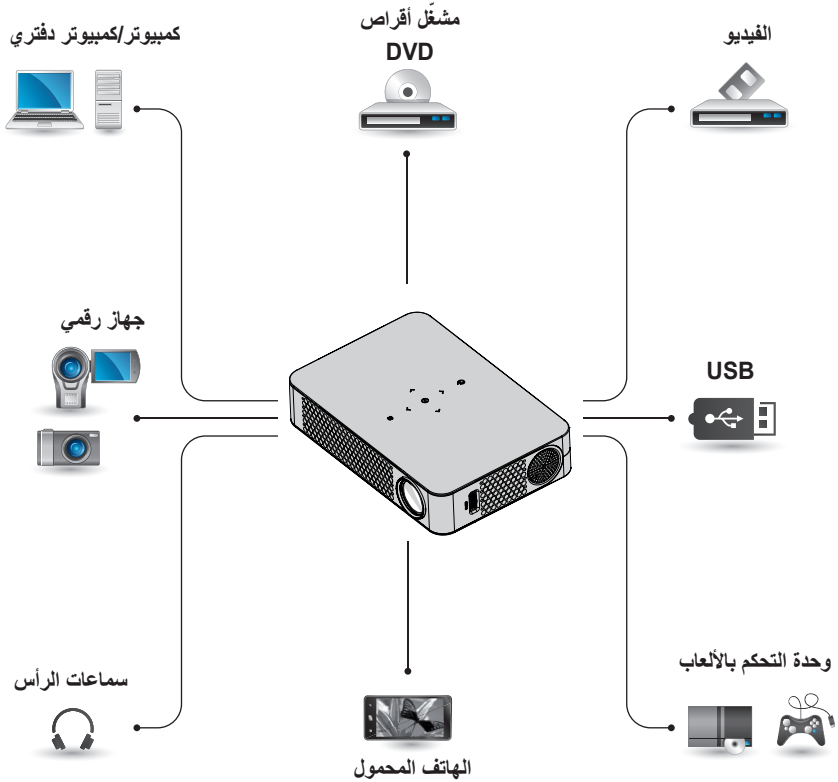 الفيديو
مشغّل أقراص
DVD
كمبيوتر/كمبيوتر دفتري
USB
جهاز رقمي
وحدة التحكم بالألعاب
الهاتف المحمول
سماعات الرأس